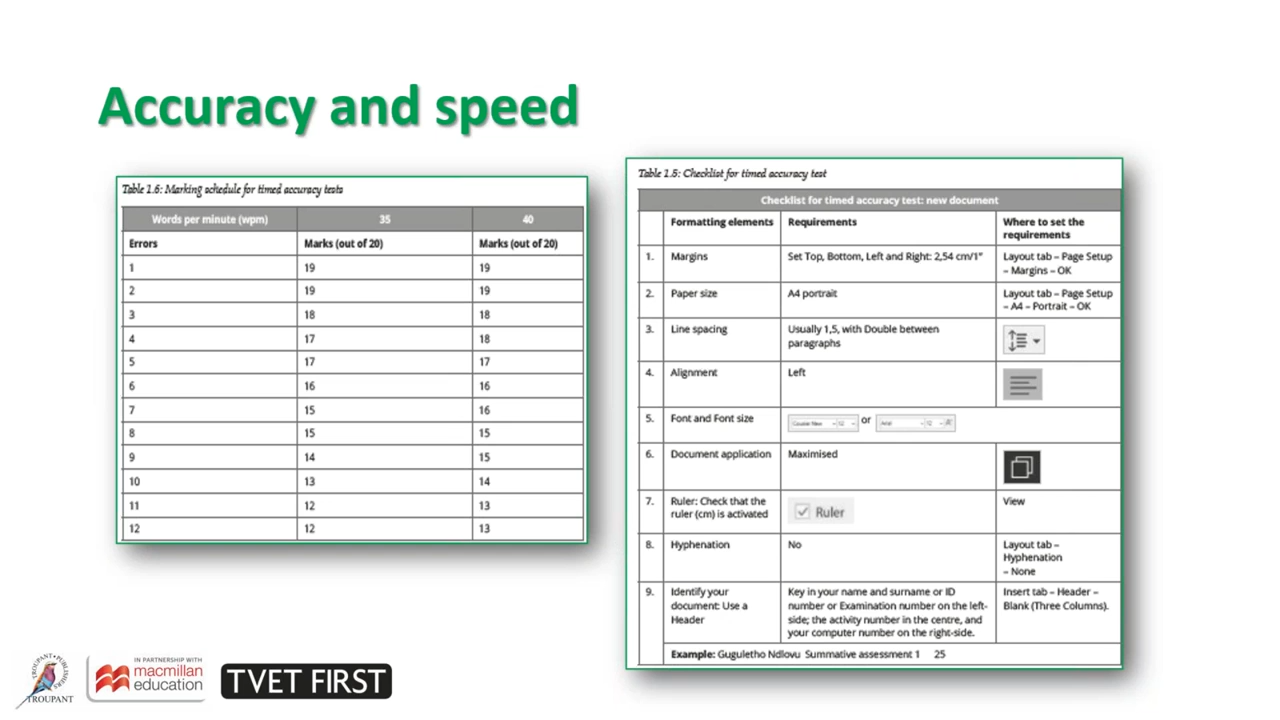 Accuracy and speed
Table 1.6: Marking schedule for timed accuracy tests
Words per minute (wpm) 35 40
Errors Marks (out of 20) Marks (out of 20)
1 19 19
2 19 19
3 18 18
4 17 18
5 17 17
6 16 16
7 15 16
8 15 15
9 14 15
10 13 14
11 12 13
12 12 13
Table 1.5: Checklist for timed accuracy test
Checklist for timed accuracy test: new document
Formatting elements Requirements Where to set the
requirements
1. Margins Set Top, Bottom, Left and Right: 2,54 cm/1" Layout tab – Page Setup
– Margins – OK
2. Paper size A4 portrait Layout tab – Page Setup
– A4 – Portrait – OK
3. Line spacing Usually 1,5, with Double between
paragraphs
4. Alignment Left
5. Font and Font size Courier New 12 or Arial 12
6. Document application Maximised
7. Ruler: Check that the
ruler (cm) is activated
Ruler
View
8. Hyphenation No Layout tab –
Hyphenation
– None
9. Identify your
document: Use a
Header
Key in your name and surname or ID
number or Examination number on the left-
side; the activity number in the centre, and
your computer number on the right-side.
Insert tab – Header –
Blank (Three Columns).
Example: Guguletho Ndlovu Summative assessment 1 25
TROUPANT PUBLISHERS
TROUPANT
IN PARTNERSHIP WITH
macmillan
education
TVET FIRST